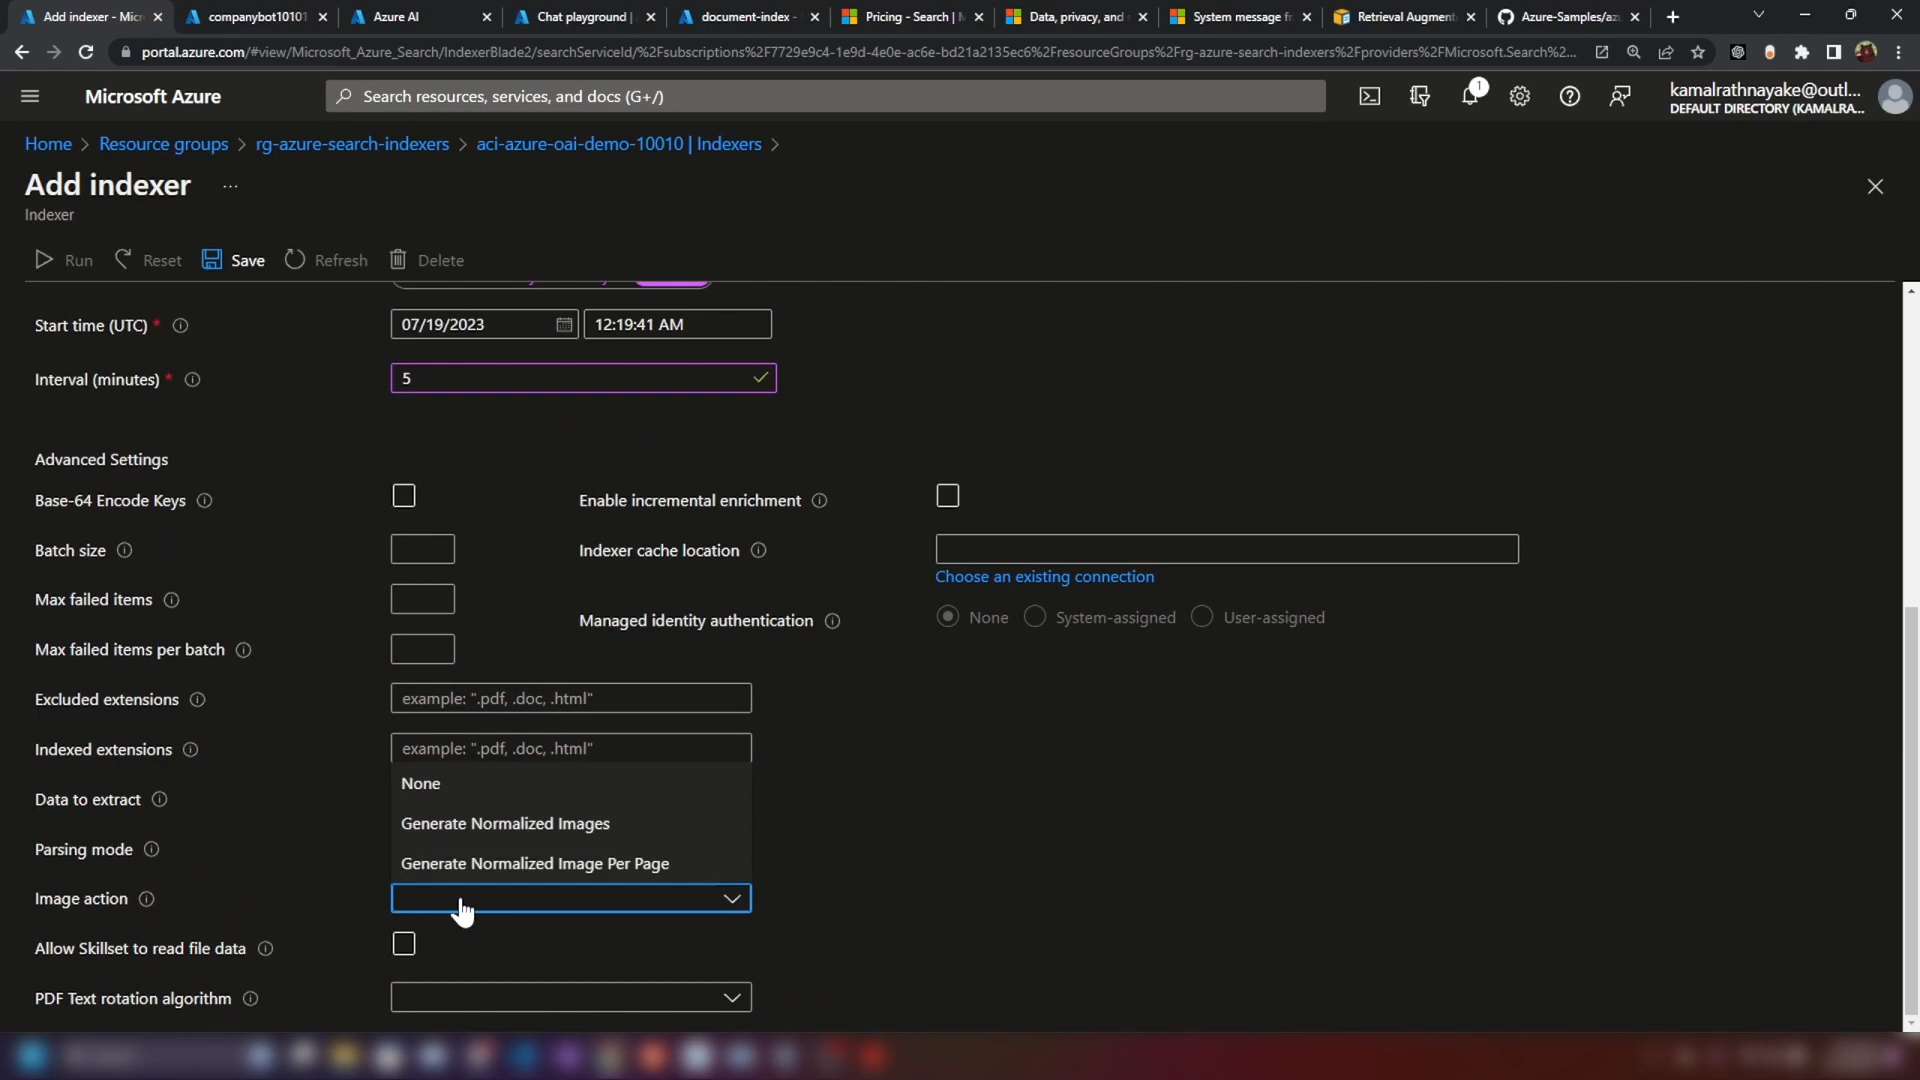 Add indexer - Micr
companybot10101
Azure AI
Chat playground |
document-index -
Pricing - Search | M
Data, privacy, and
System message fr
Retrieval Augment
Azure-Samples/az
portal.azure.com/#view/Microsoft_Azure_Search/IndexerBlade2/searchServiceId/%2Fsubscriptions%2F7729e9c4-1e9d-4e0e-ac6e-bd21a2135ec6%2FresourceGroups%2Frg-azure-search-indexers%2Fproviders%2FMicrosoft.Search%2...
Microsoft Azure
Search resources, services, and docs (G+/)
1
kamalrathnayake@outl...
DEFAULT DIRECTORY (KAMALRA...
Home > Resource groups > rg-azure-search-indexers > aci-azure-oai-demo-10010 | Indexers >
Add indexer ...
Indexer
Run Reset Save Refresh Delete
Start time (UTC) * 07/19/2023 12:19:41 AM
Interval (minutes) * 5
Advanced Settings
Base-64 Encode Keys Enable incremental enrichment
Batch size Indexer cache location
Choose an existing connection
Max failed items
Managed identity authentication None System-assigned User-assigned
Max failed items per batch
Excluded extensions example: ".pdf, .doc, .html"
Indexed extensions example: ".pdf, .doc, .html"
None
Data to extract
Generate Normalized Images
Parsing mode
Generate Normalized Image Per Page
Image action
Allow Skillset to read file data
PDF Text rotation algorithm